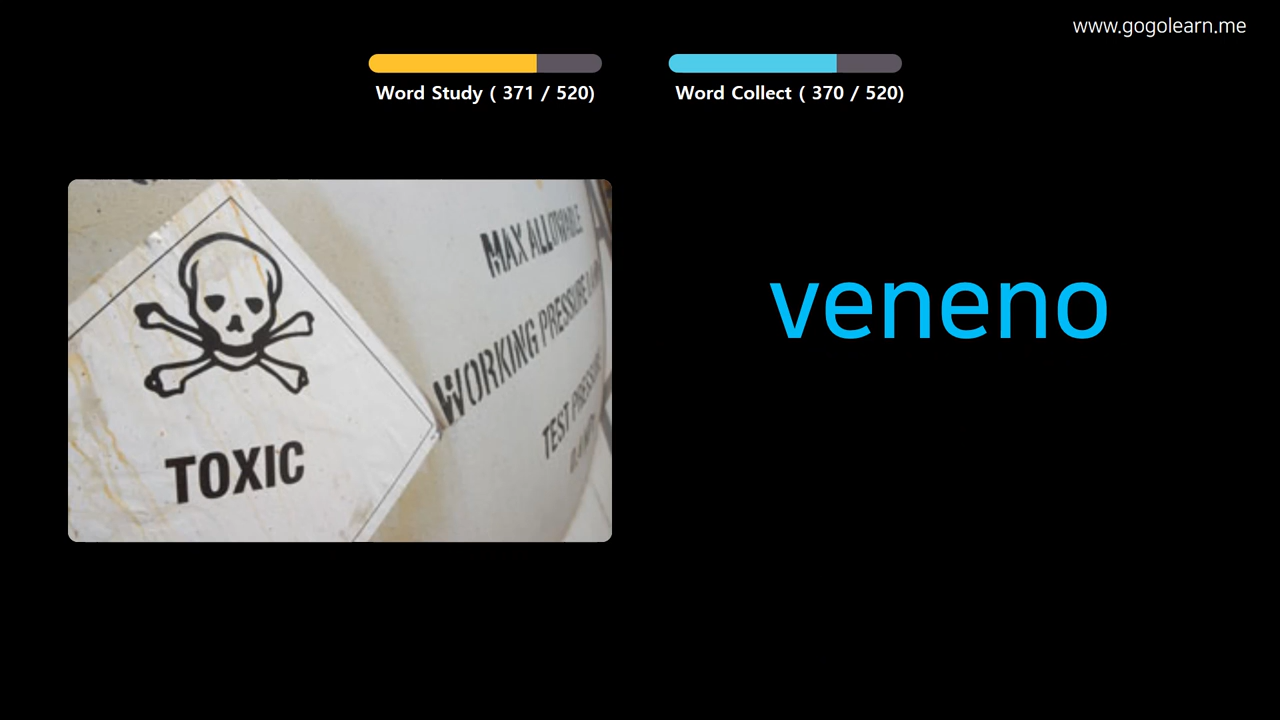 www.gogolearn.me
Word Study ( 371 / 520)
Word Collect ( 370 / 520)
MAX ALLOWABLE
WORKING PRESSURE
TEST PRESSURE
TOXIC
veneno